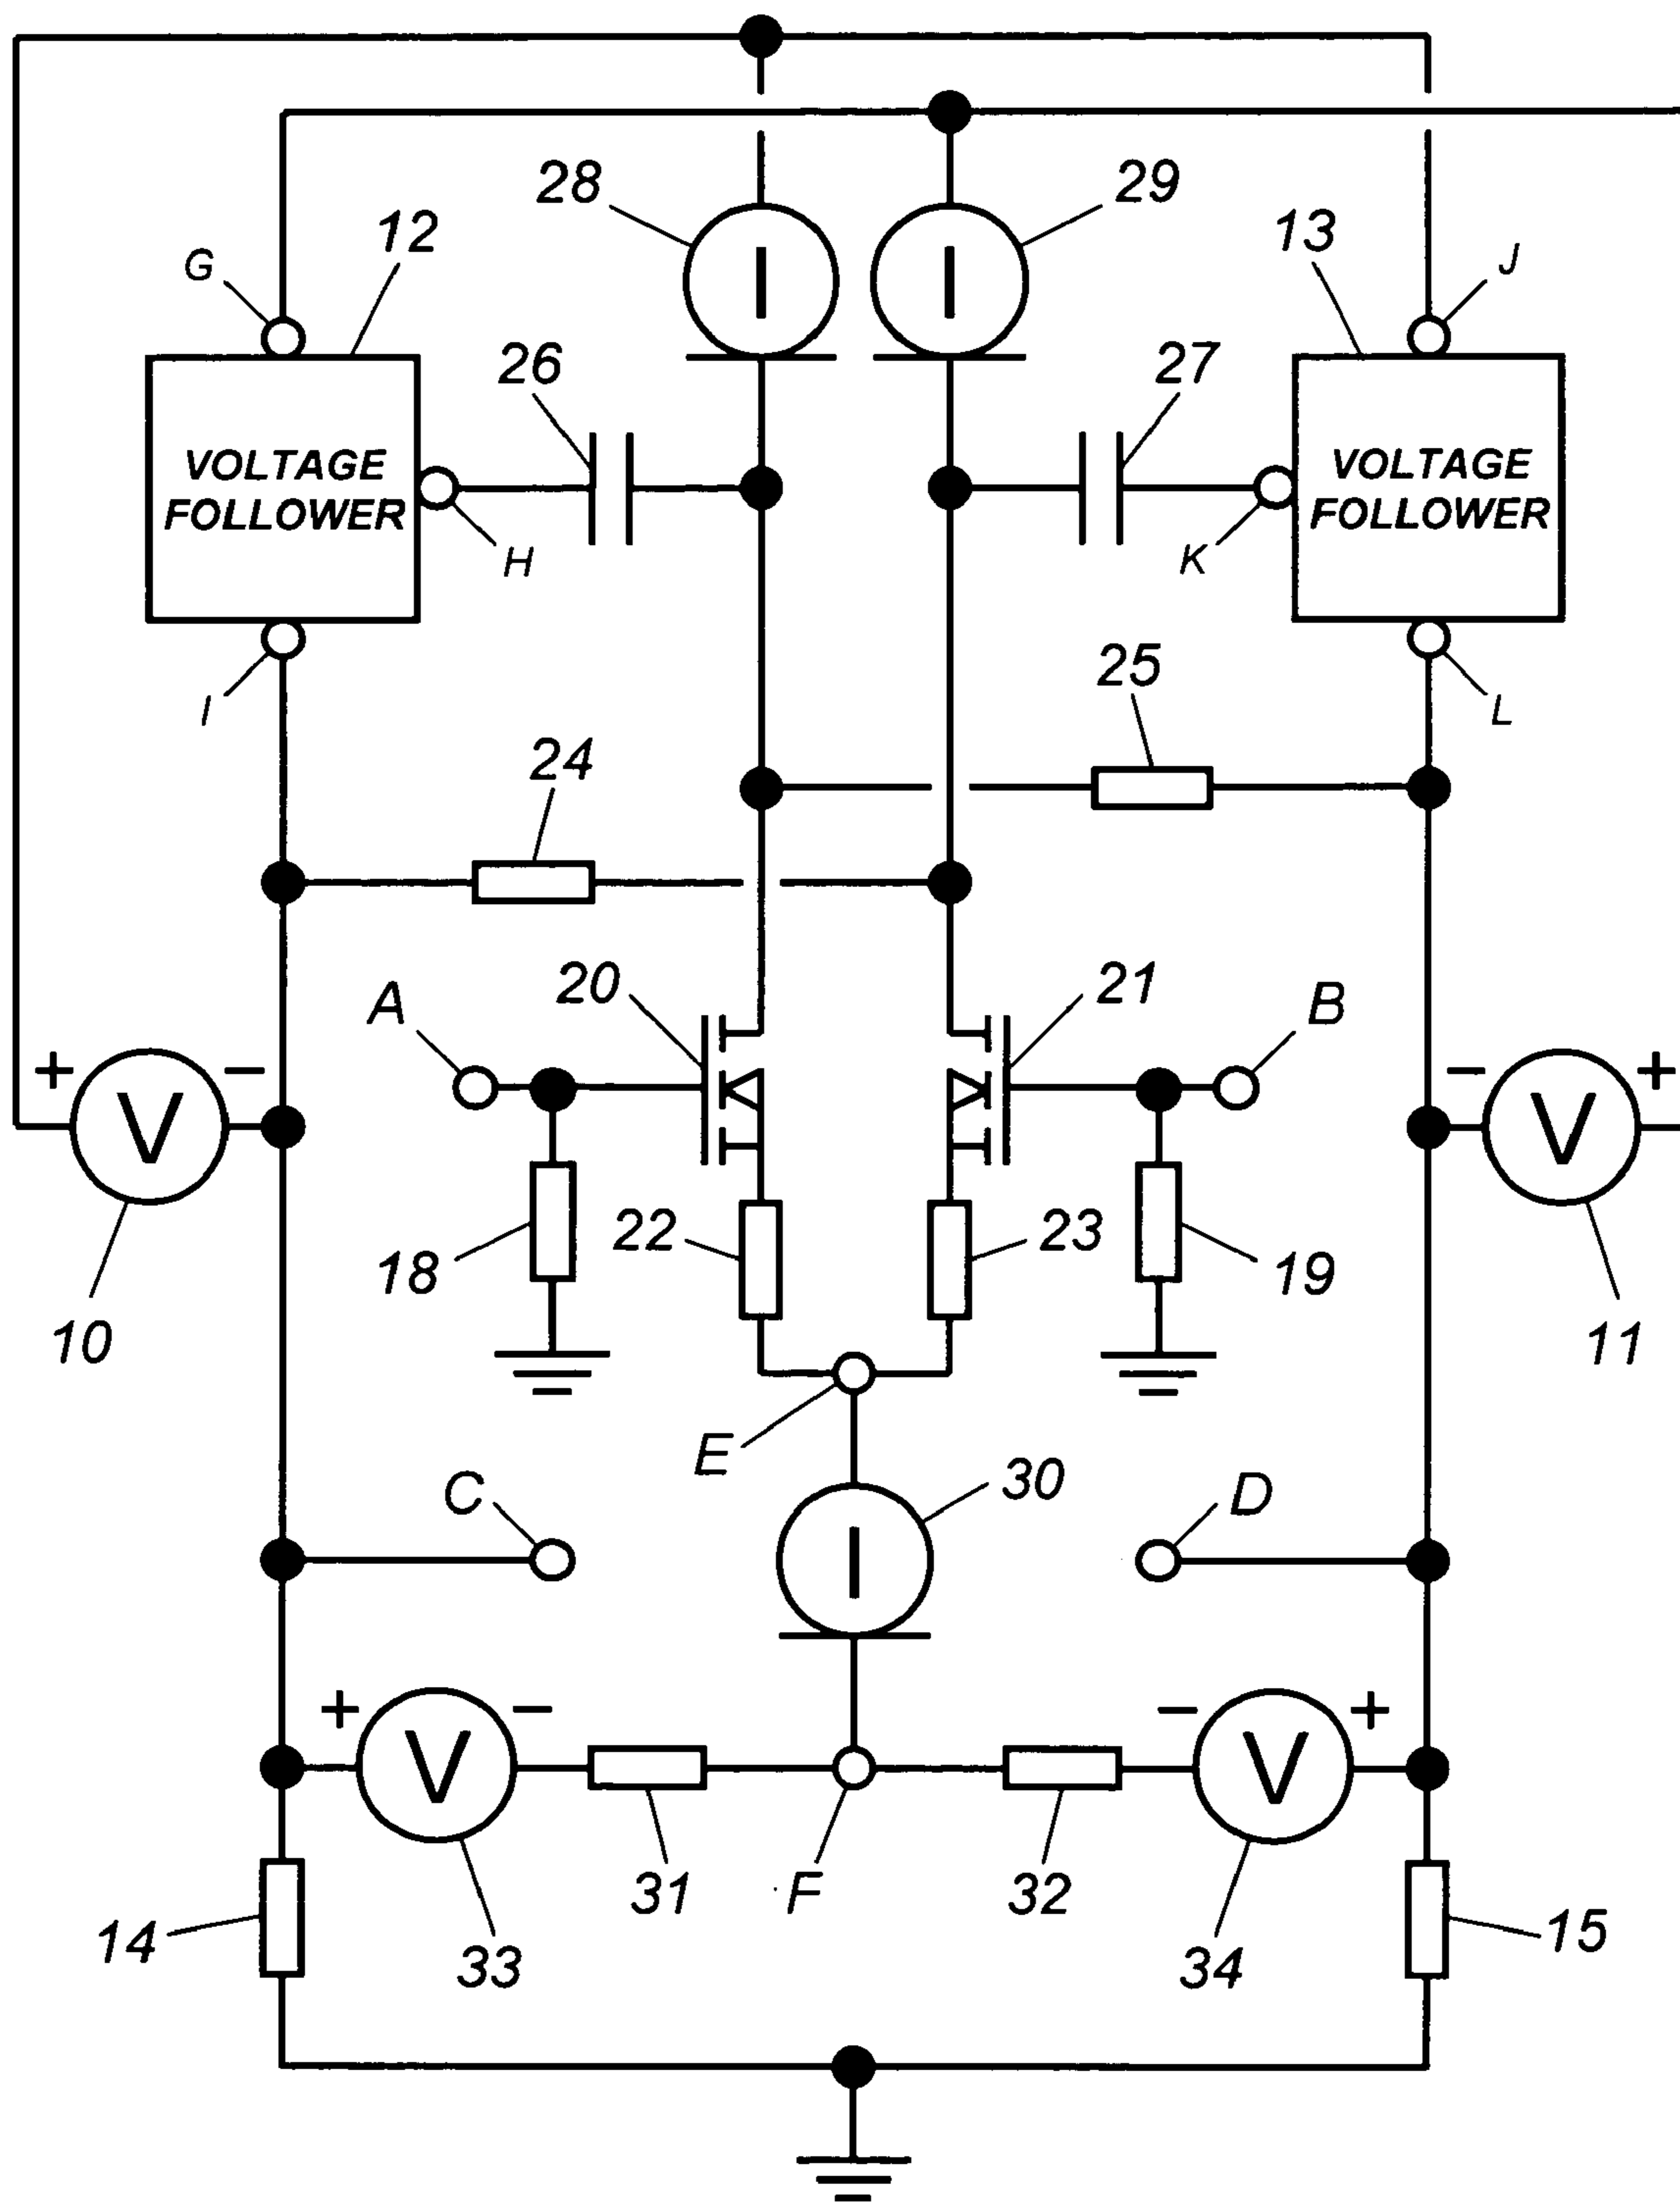 28
29
12
13
G
J
26
27
VOLTAGE
FOLLOWER
VOLTAGE
FOLLOWER
H
K
I
L
25
24
20
21
A
B
+
−
−
+
V
V
18
22
23
19
10
11
E
30
C
D
I
I
I
+
−
−
+
V
V
31
F
32
14
33
34
15